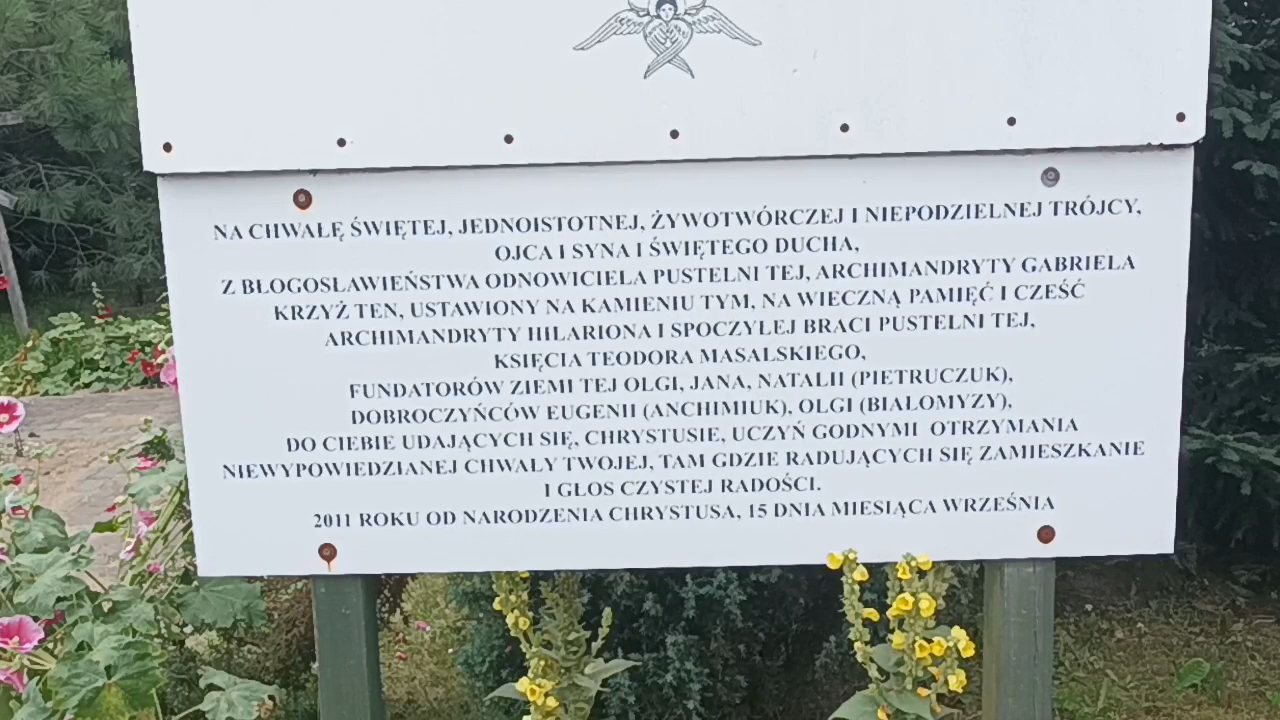 NA CHWAŁĘ ŚWIĘTEJ, JEDNOISTOTNEJ, ŻYWOTWÓRCZEJ I NIEPODZIELNEJ TRÓJCY,
OJCA I SYNA I ŚWIĘTEGO DUCHA,
Z BŁOGOSŁAWIEŃSTWA ODNOWICIELA PUSTELNI TEJ, ARCHIMANDRYTY GABRIELA
KRZYŻ TEN, USTAWIONY NA KAMIENIU TYM, NA WIECZNĄ PAMIĘĆ I CZEŚĆ
ARCHIMANDRYTY HILARIONA I SPOCZYŁEJ BRACI PUSTELNI TEJ,
KSIĘCIA TEODORA MASALSKIEGO,
FUNDATORÓW ZIEMI TEJ OLGI, JANA, NATALII (PIETRUCZUK),
DOBROCZYŃCÓW EUGENII (ANCHIMIUK), OLGI (BIAŁOMYZY),
DO CIEBIE UDAJĄCYCH SIĘ, CHRYSTUSIE, UCZYŃ GODNYMI OTRZYMANIA
NIEWYPOWIEDZIANEJ CHWAŁY TWOJEJ, TAM GDZIE RADUJĄCYCH SIĘ ZAMIESZKANIE
I GŁOS CZYSTEJ RADOŚCI.
2011 ROKU OD NARODZENIA CHRYSTUSA, 15 DNIA MIESIĄCA WRZEŚNIA